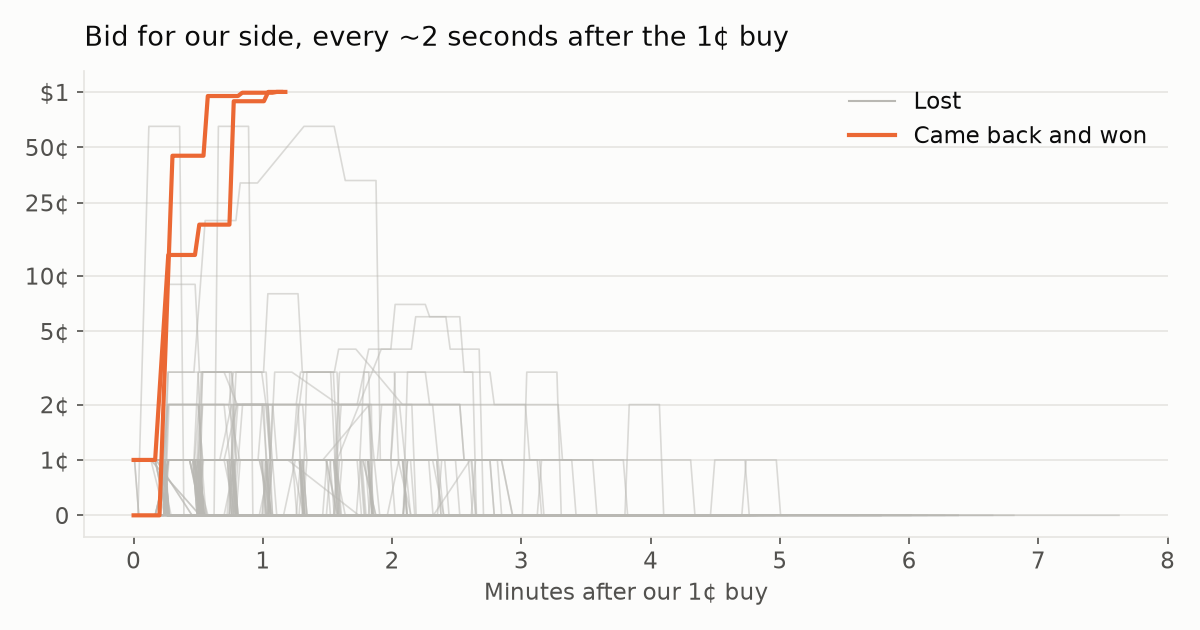 Bid for our side, every ~2 seconds after the 1¢ buy
Lost
Came back and won
$1
50¢
25¢
10¢
5¢
2¢
1¢
0
0 1 2 3 4 5 6 7 8
Minutes after our 1¢ buy